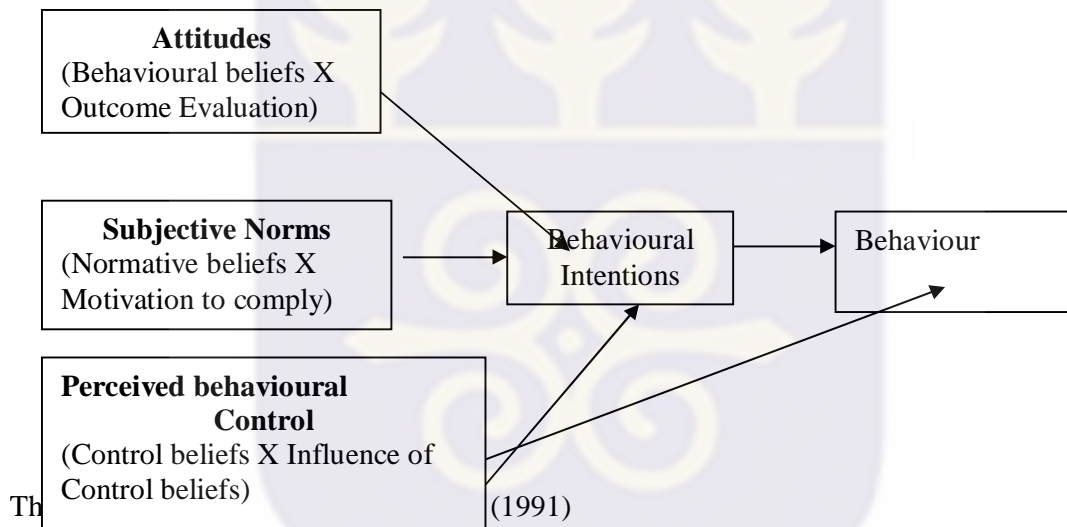 Attitudes
(Behavioural beliefs X
Outcome Evaluation)
Subjective Norms
(Normative beliefs X
Motivation to comply)
Behavioural
Intentions
Behaviour
Perceived behavioural
Control
(Control beliefs X Influence of
Control beliefs)
Th
(1991)